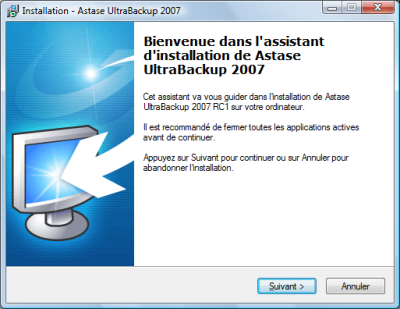 Installation - Astase UltraBackup 2007
Bienvenue dans l'assistant
d'installation de Astase
UltraBackup 2007
Cet assistant va vous guider dans l'installation de Astase
UltraBackup 2007 RC1 sur votre ordinateur.
Il est recommandé de fermer toutes les applications actives
avant de continuer.
Appuyez sur Suivant pour continuer ou sur Annuler pour
abandonner l'installation.
Suivant >
Annuler